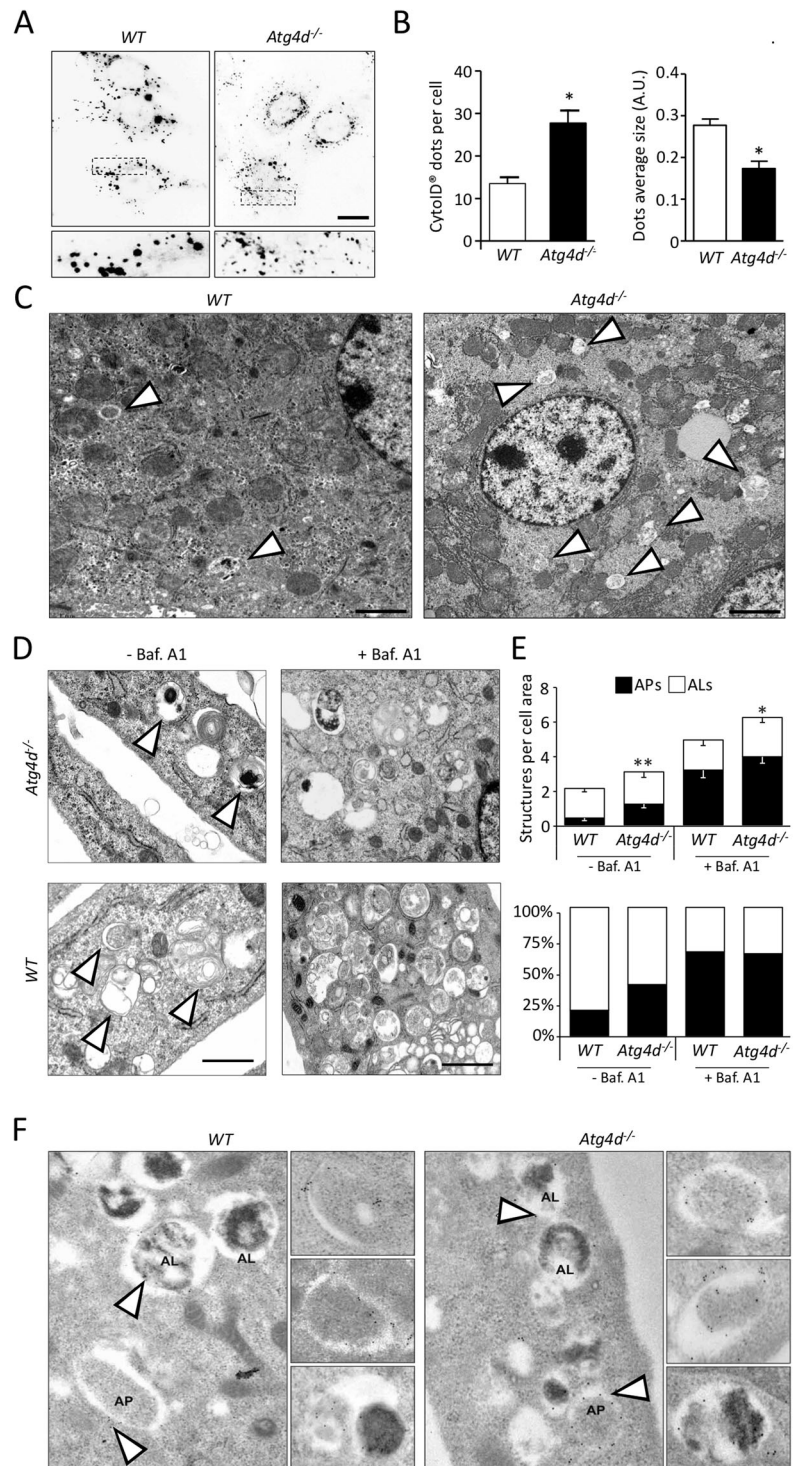 A
WT
Atg4d-/-
B
CytoID® dots per cell
40
30
20
10
0
*
WT
Atg4d-/-
Dots average size (A.U.)
0.4
0.3
0.2
0.1
0
*
WT
Atg4d-/-
C
WT
Atg4d-/-
D
- Baf. A1
+ Baf. A1
Atg4d-/-
WT
E
APs
ALs
Structures per cell area
8
6
4
2
0
**
*
WT
Atg4d-/-
WT
Atg4d-/-
- Baf. A1
+ Baf. A1
100%
75%
50%
25%
0%
WT
Atg4d-/-
WT
Atg4d-/-
- Baf. A1
+ Baf. A1
F
WT
Atg4d-/-
AL
AL
AP
AL
AL
AP